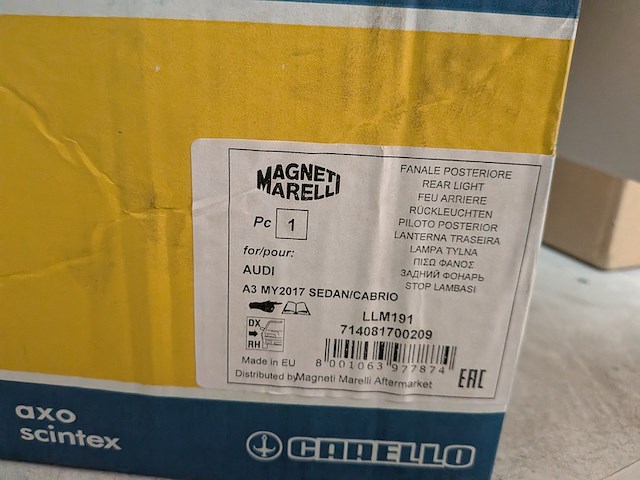 MAGNETI
MARELLI
Pc 1
for/pour:
AUDI
A3 MY2017 SEDAN/CABRIO
FANALE POSTERIORE
REAR LIGHT
FEU ARRIERE
RÜCKLEUCHTEN
PILOTO POSTERIOR
LANTERNA TRASEIRA
LAMPA TYLNA
ΠΙΣΩ ΦΑΝΟΣ
ЗАДНИЙ ФОНАРЬ
STOP LAMBASI
DX
RH
LLM191
714081700209
8 001063 977874
Made in EU
Distributed by Magneti Marelli Aftermarket
EAC
axo
scintex
CARELLO